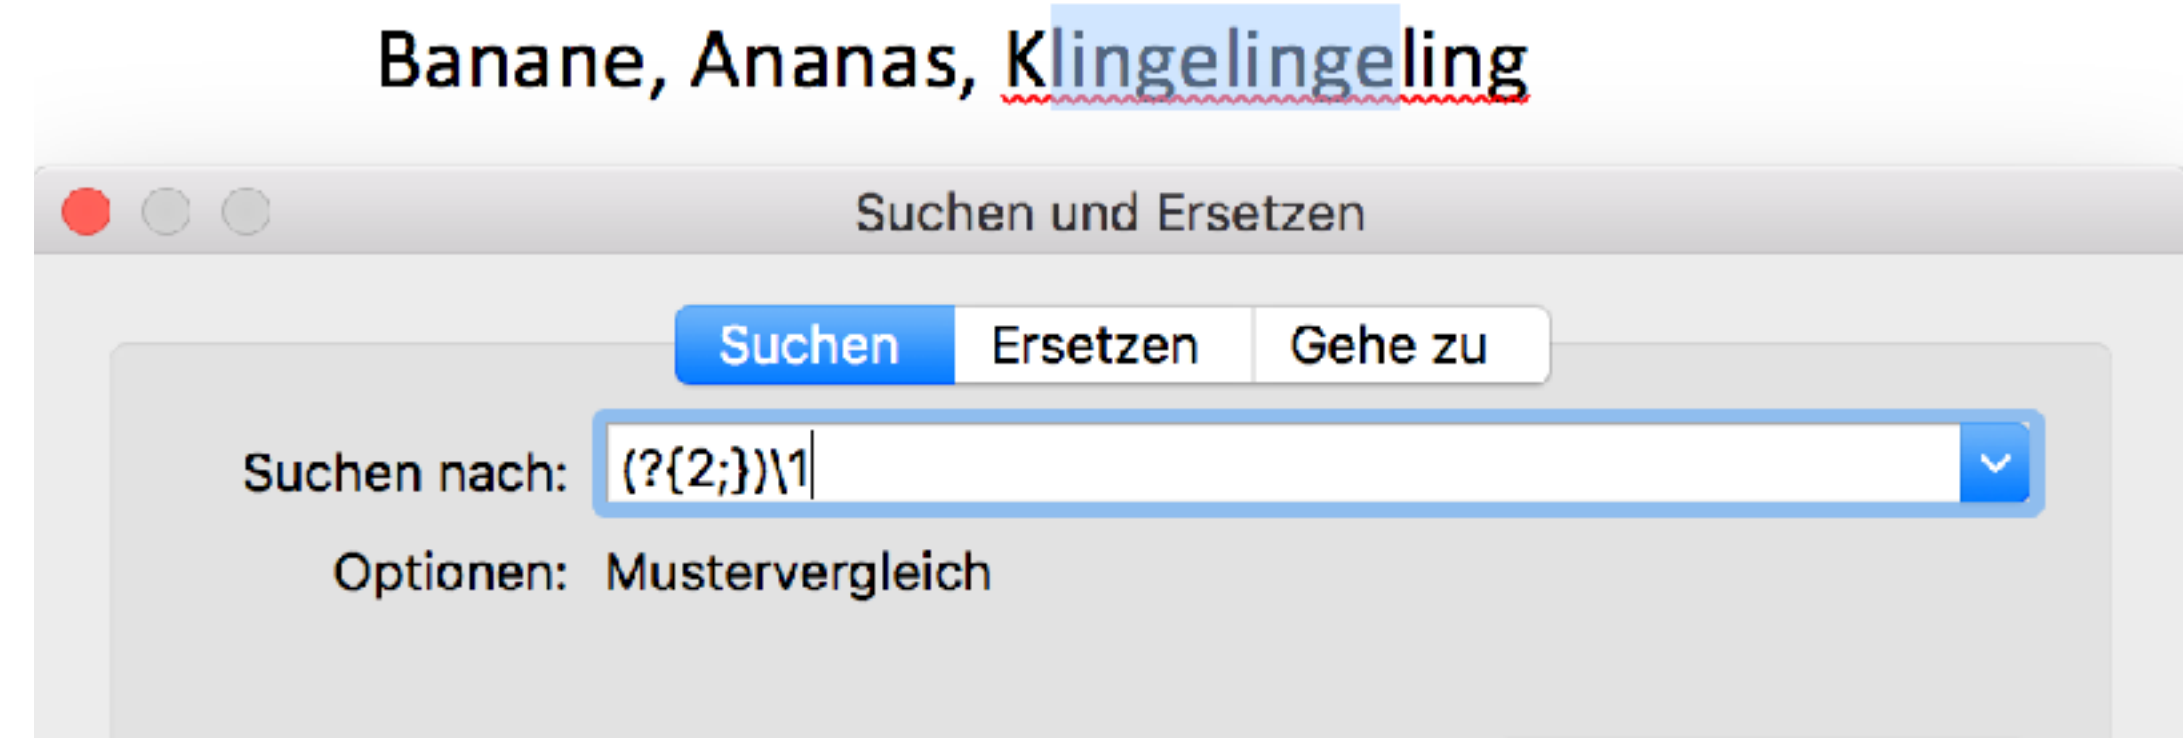 Banane, Ananas, Klingelingeling
Suchen und Ersetzen
Suchen Ersetzen Gehe zu
Suchen nach: (?{2;})\1
Optionen: Mustervergleich